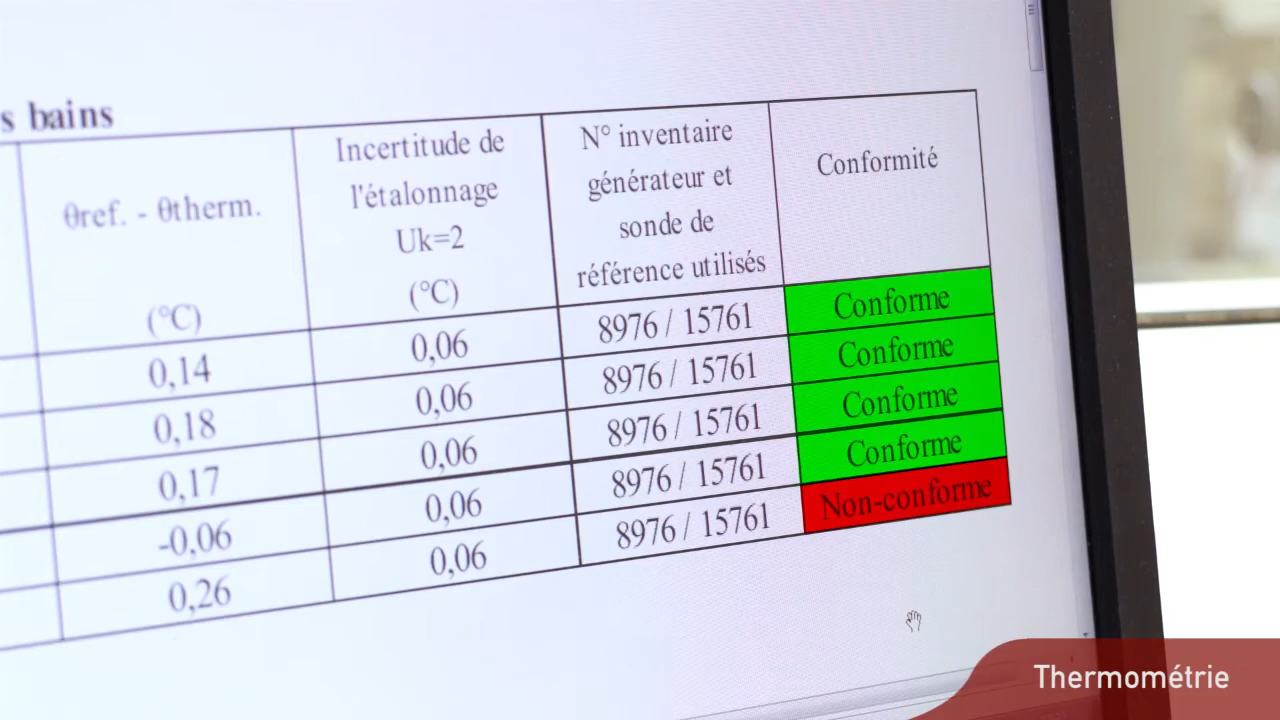 s bains
θref. - θtherm.
(°C)
Incertitude de
l'étalonnage
Uk=2
(°C)
N° inventaire
générateur et
sonde de
référence utilisés
Conformité
0,14 0,06 8976 / 15761 Conforme
0,18 0,06 8976 / 15761 Conforme
0,17 0,06 8976 / 15761 Conforme
-0,06 0,06 8976 / 15761 Conforme
0,26 0,06 8976 / 15761 Non-conforme
Thermométrie